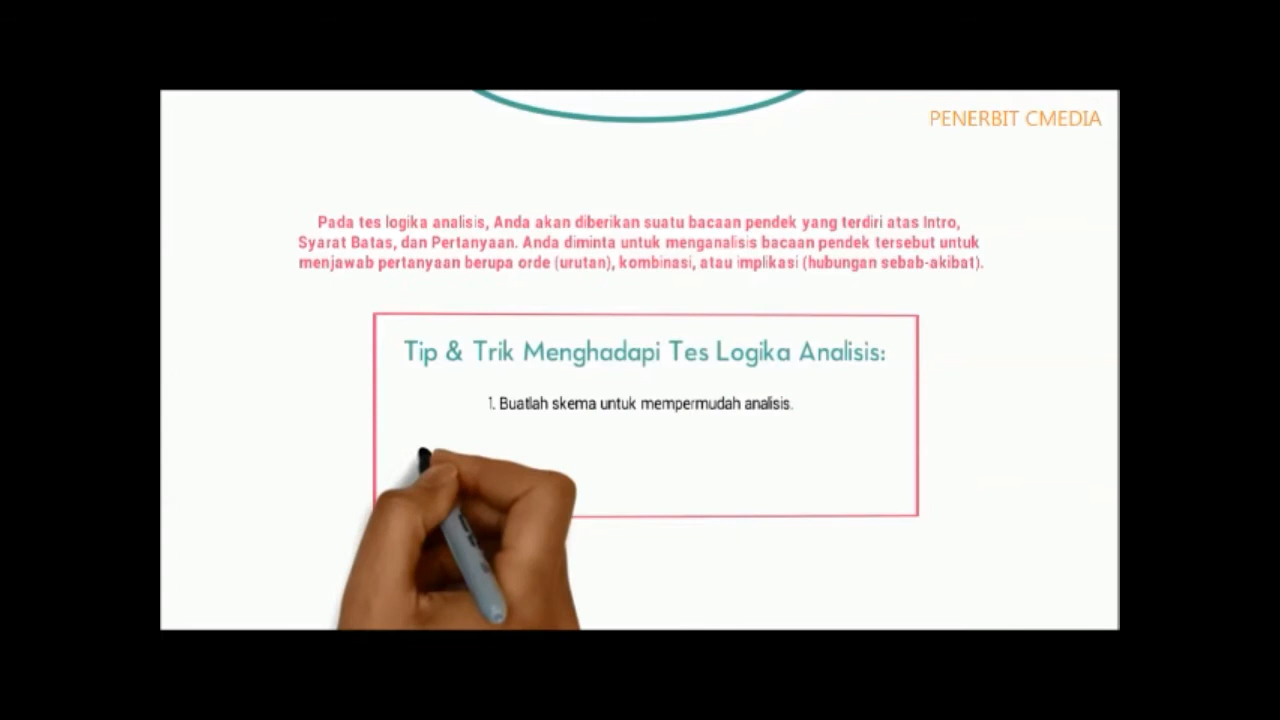 PENERBIT CMEDIA
Pada tes logika analisis, Anda akan diberikan suatu bacaan pendek yang terdiri atas Intro,
Syarat Batas, dan Pertanyaan. Anda diminta untuk menganalisis bacaan pendek tersebut untuk
menjawab pertanyaan berupa orde (urutan), kombinasi, atau implikasi (hubungan sebab-akibat).
Tip & Trik Menghadapi Tes Logika Analisis:
1. Buatlah skema untuk mempermudah analisis.